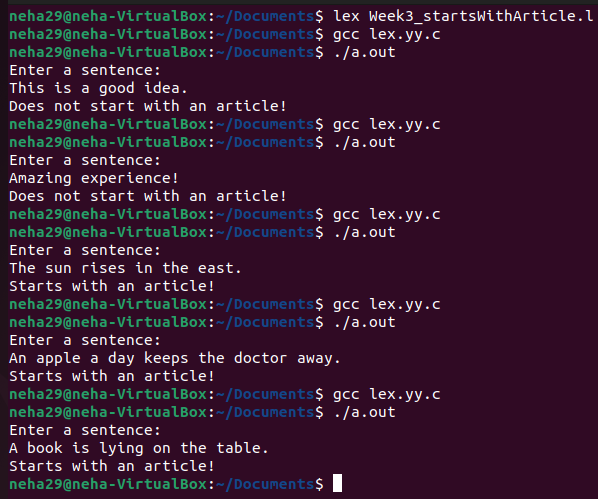 neha29@neha-VirtualBox:~/Documents$ lex Week3_startsWithArticle.l
neha29@neha-VirtualBox:~/Documents$ gcc lex.yy.c
neha29@neha-VirtualBox:~/Documents$ ./a.out
Enter a sentence:
This is a good idea.
Does not start with an article!
neha29@neha-VirtualBox:~/Documents$ gcc lex.yy.c
neha29@neha-VirtualBox:~/Documents$ ./a.out
Enter a sentence:
Amazing experience!
Does not start with an article!
neha29@neha-VirtualBox:~/Documents$ gcc lex.yy.c
neha29@neha-VirtualBox:~/Documents$ ./a.out
Enter a sentence:
The sun rises in the east.
Starts with an article!
neha29@neha-VirtualBox:~/Documents$ gcc lex.yy.c
neha29@neha-VirtualBox:~/Documents$ ./a.out
Enter a sentence:
An apple a day keeps the doctor away.
Starts with an article!
neha29@neha-VirtualBox:~/Documents$ gcc lex.yy.c
neha29@neha-VirtualBox:~/Documents$ ./a.out
Enter a sentence:
A book is lying on the table.
Starts with an article!
neha29@neha-VirtualBox:~/Documents$